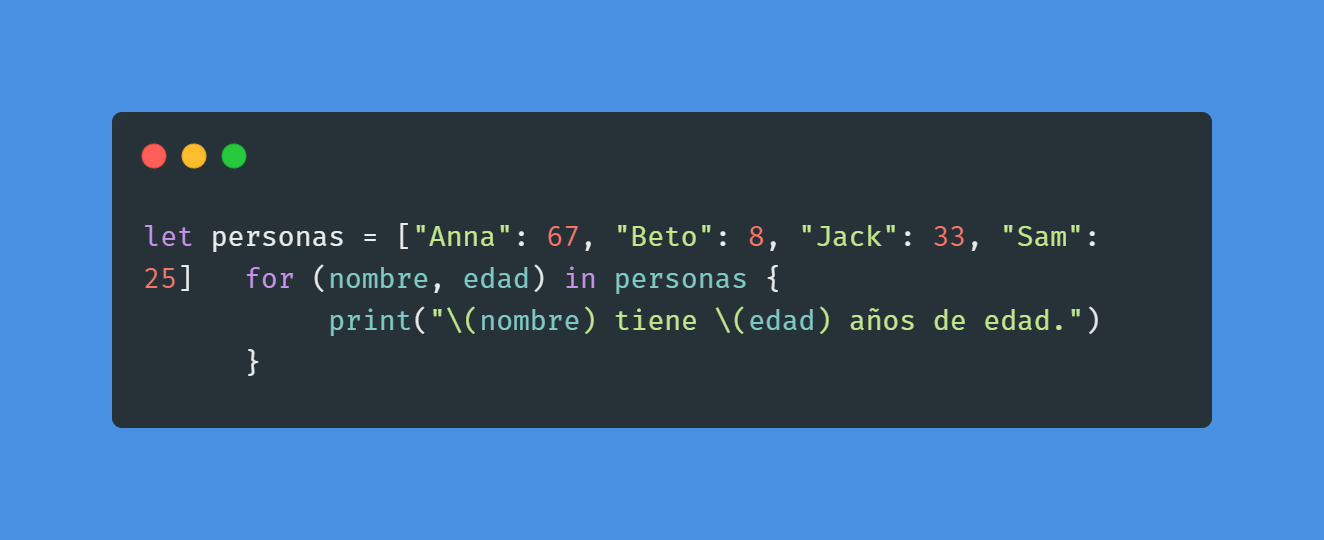 let personas = ["Anna": 67, "Beto": 8, "Jack": 33, "Sam":
25]   for (nombre, edad) in personas {
           print("\(nombre) tiene \(edad) años de edad.")
      }